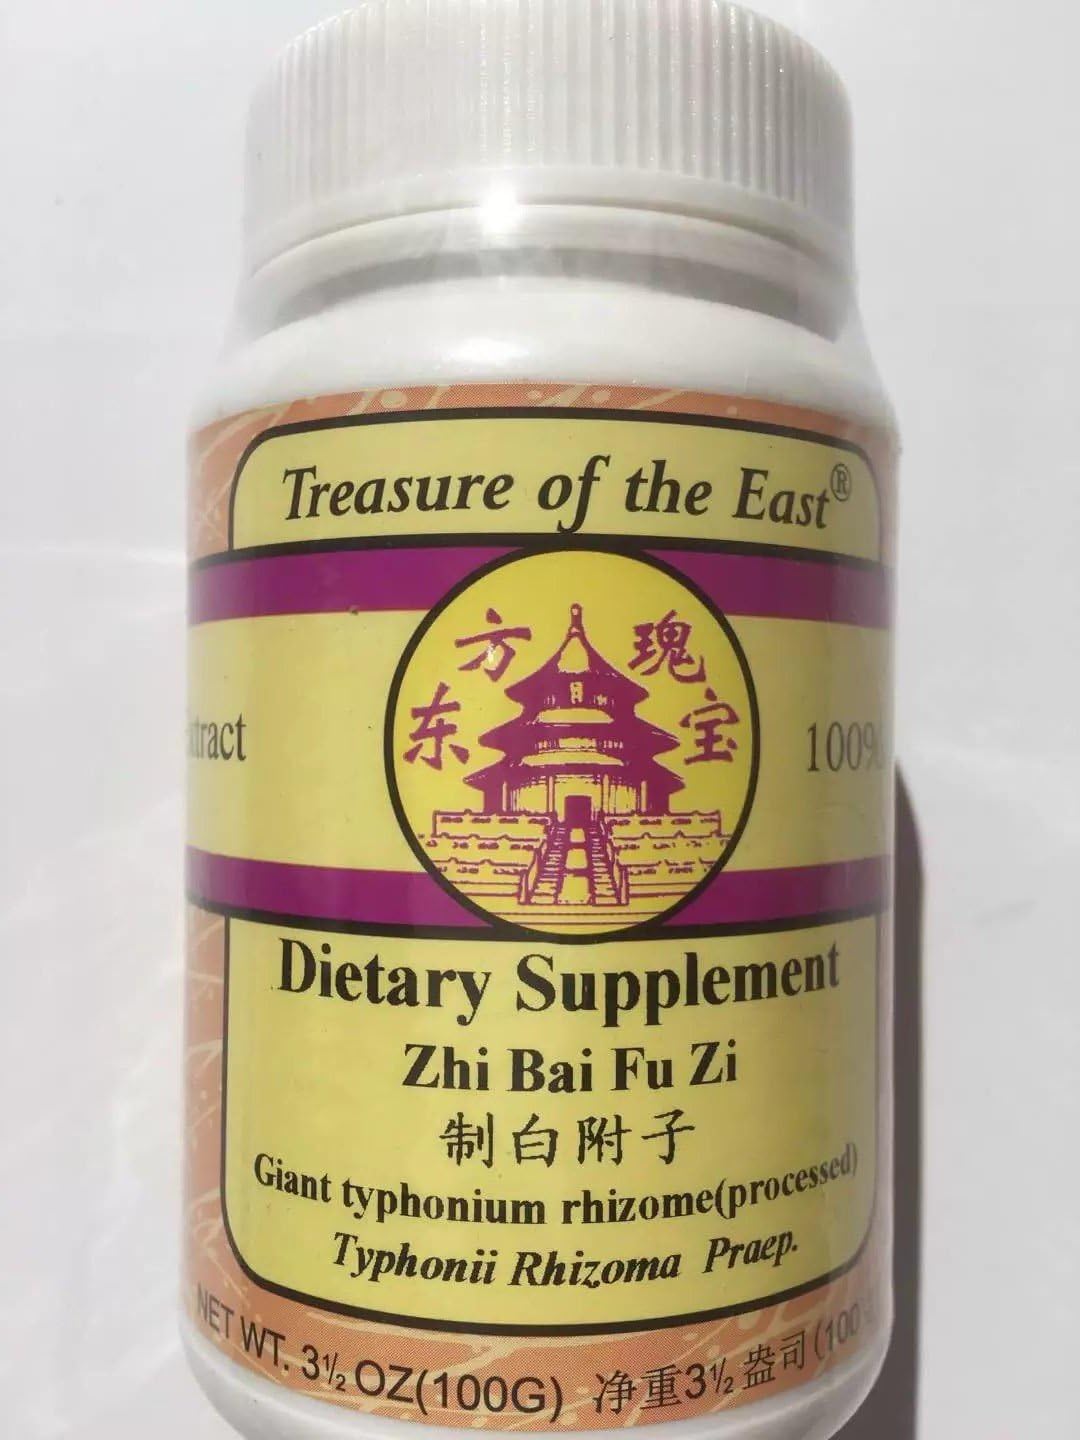 Treasure of the East®
东方瑰宝
100%
Dietary Supplement
Zhi Bai Fu Zi
制白附子
Giant typhonium rhizome(processed)
Typhonii Rhizoma Praep.
NET WT. 3½ OZ(100G) 净重3½ 盎司(100